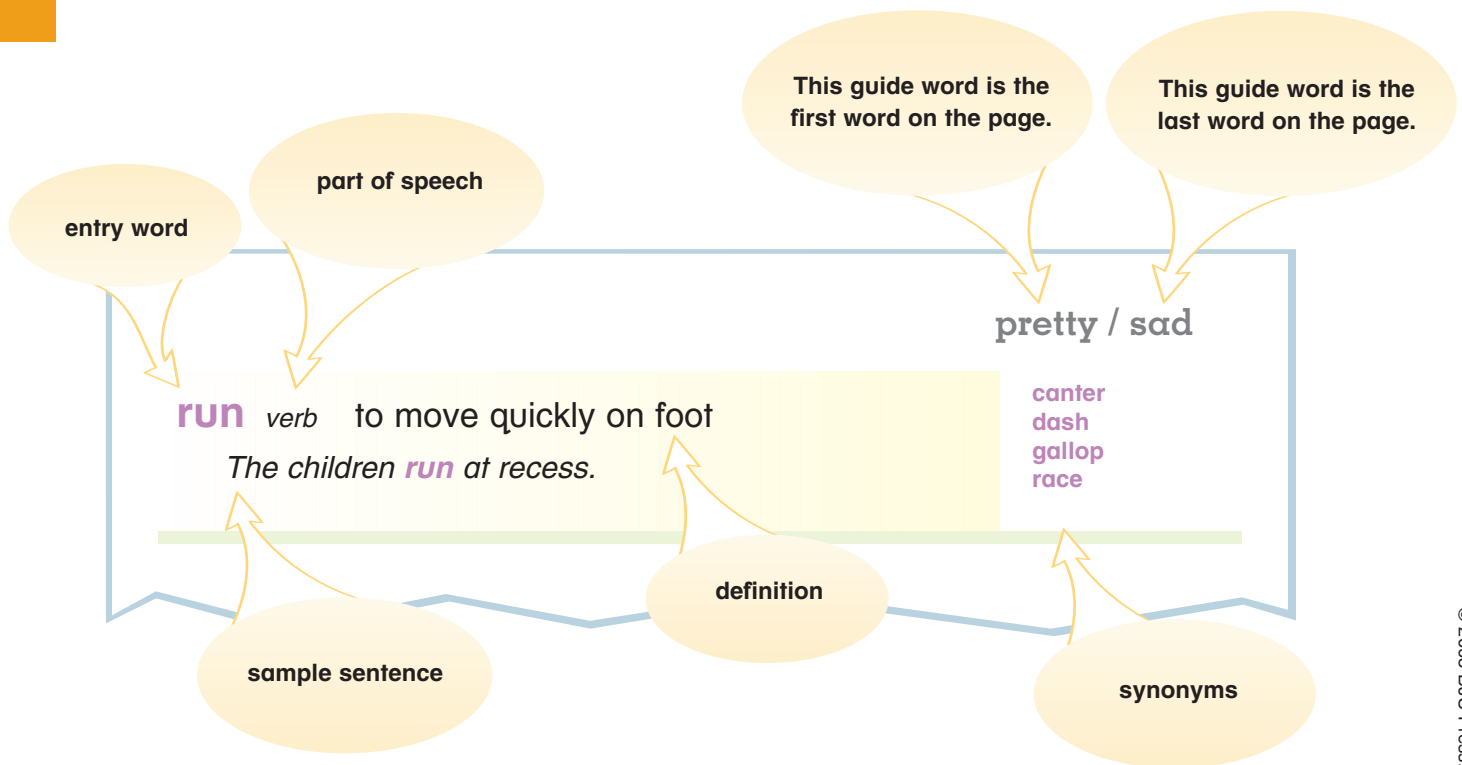 This guide word is the
first word on the page.
This guide word is the
last word on the page.
part of speech
entry word
pretty / sad
run verb to move quickly on foot
The children run at recess.
canter
dash
gallop
race
definition
sample sentence
synonyms